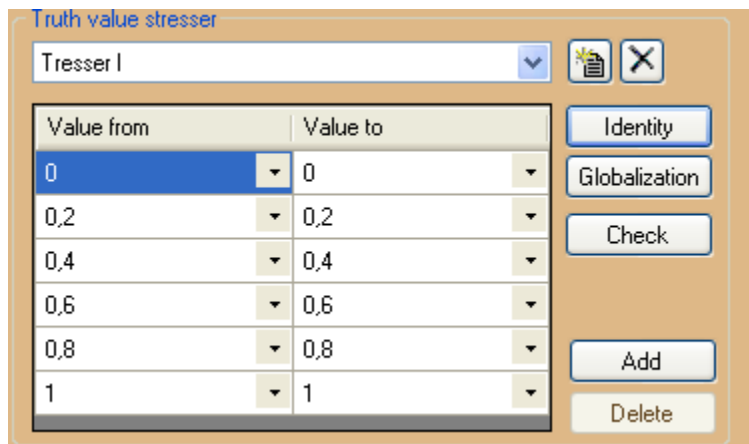 Truth value stresser
Tresser I
Value from Value to
Identity
0 0
Globalization
0,2 0,2
Check
0,4 0,4
0,6 0,6
0,8 0,8
Add
1 1
Delete